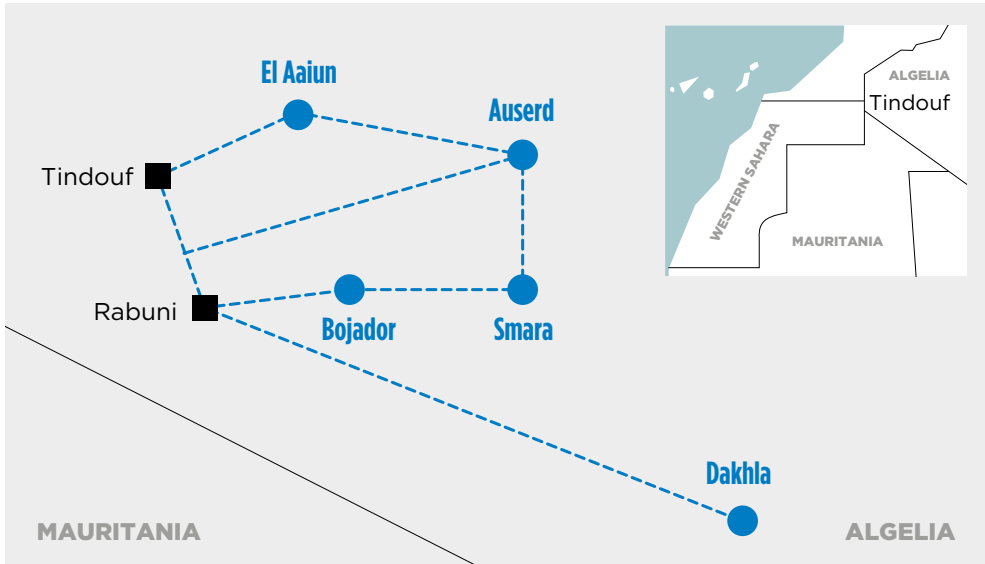 El Aaiun
Auserd
Tindouf
Rabuni
Bojador
Smara
Dakhla
MAURITANIA
ALGELIA
ALGELIA
Tindouf
WESTERN SAHARA
MAURITANIA